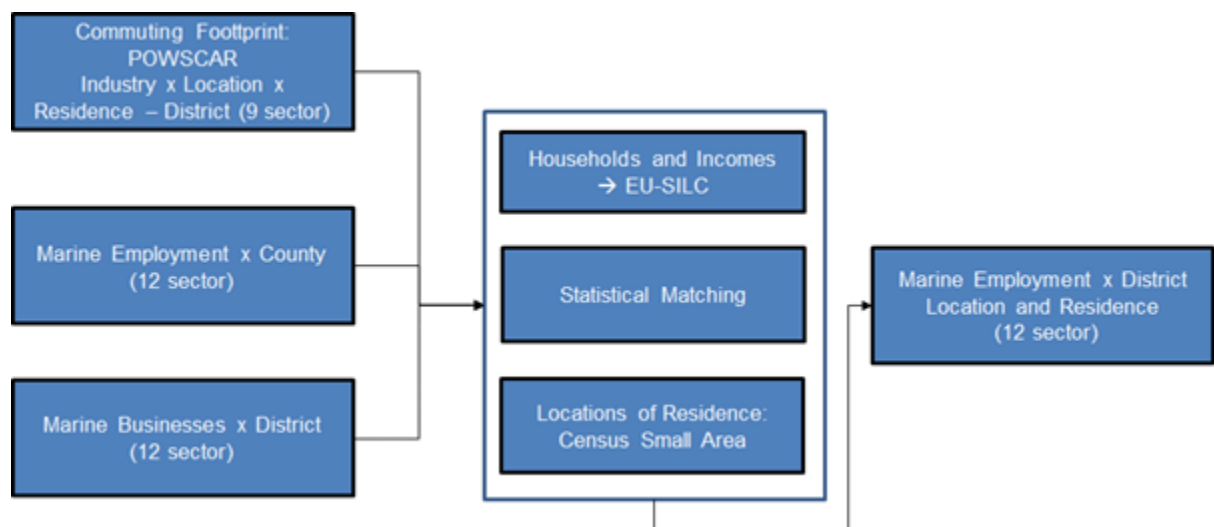 Commuting Foottprint:
POWSCAR
Industry x Location x
Residence – District (9 sector)
Marine Employment x County
(12 sector)
Marine Businesses x District
(12 sector)
Households and Incomes
→ EU-SILC
Statistical Matching
Locations of Residence:
Census Small Area
Marine Employment x District
Location and Residence
(12 sector)